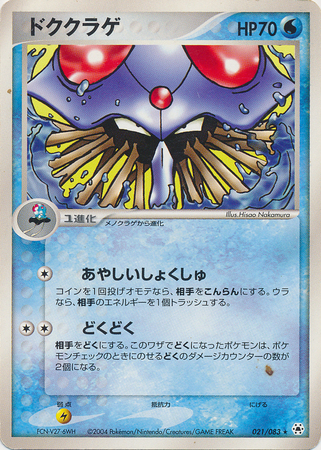 ドククラゲ HP70
Illus.Hisao Nakamura
1進化
メノクラゲから進化
あやしいしょくしゅ
コインを1回投げオモテなら、相手をこんらんにする。ウラ
なら、相手のエネルギーを1個トラッシュする。
どくどく
相手をどくにする。このワザでどくになったポケモンは、ポケ
モンチェックのときにのせるどくのダメージカウンターの数
が2個になる。
弱点 抵抗力 にげる
FCN-V27 6WH ©2004 Pokémon/Nintendo/Creatures/GAME FREAK 021/083★